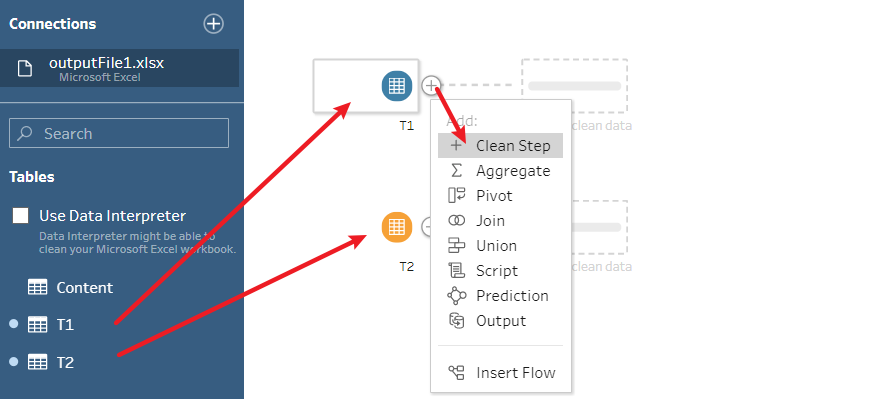 Connections
outputFile1.xlsx
Microsoft Excel
Search
Tables
Use Data Interpreter
Data Interpreter might be able to
clean your Microsoft Excel workbook.
Content
T1
T2
T1
clean data
Add:
Clean Step
Aggregate
Pivot
Join
Union
Script
Prediction
Output
Insert Flow
T2
clean data